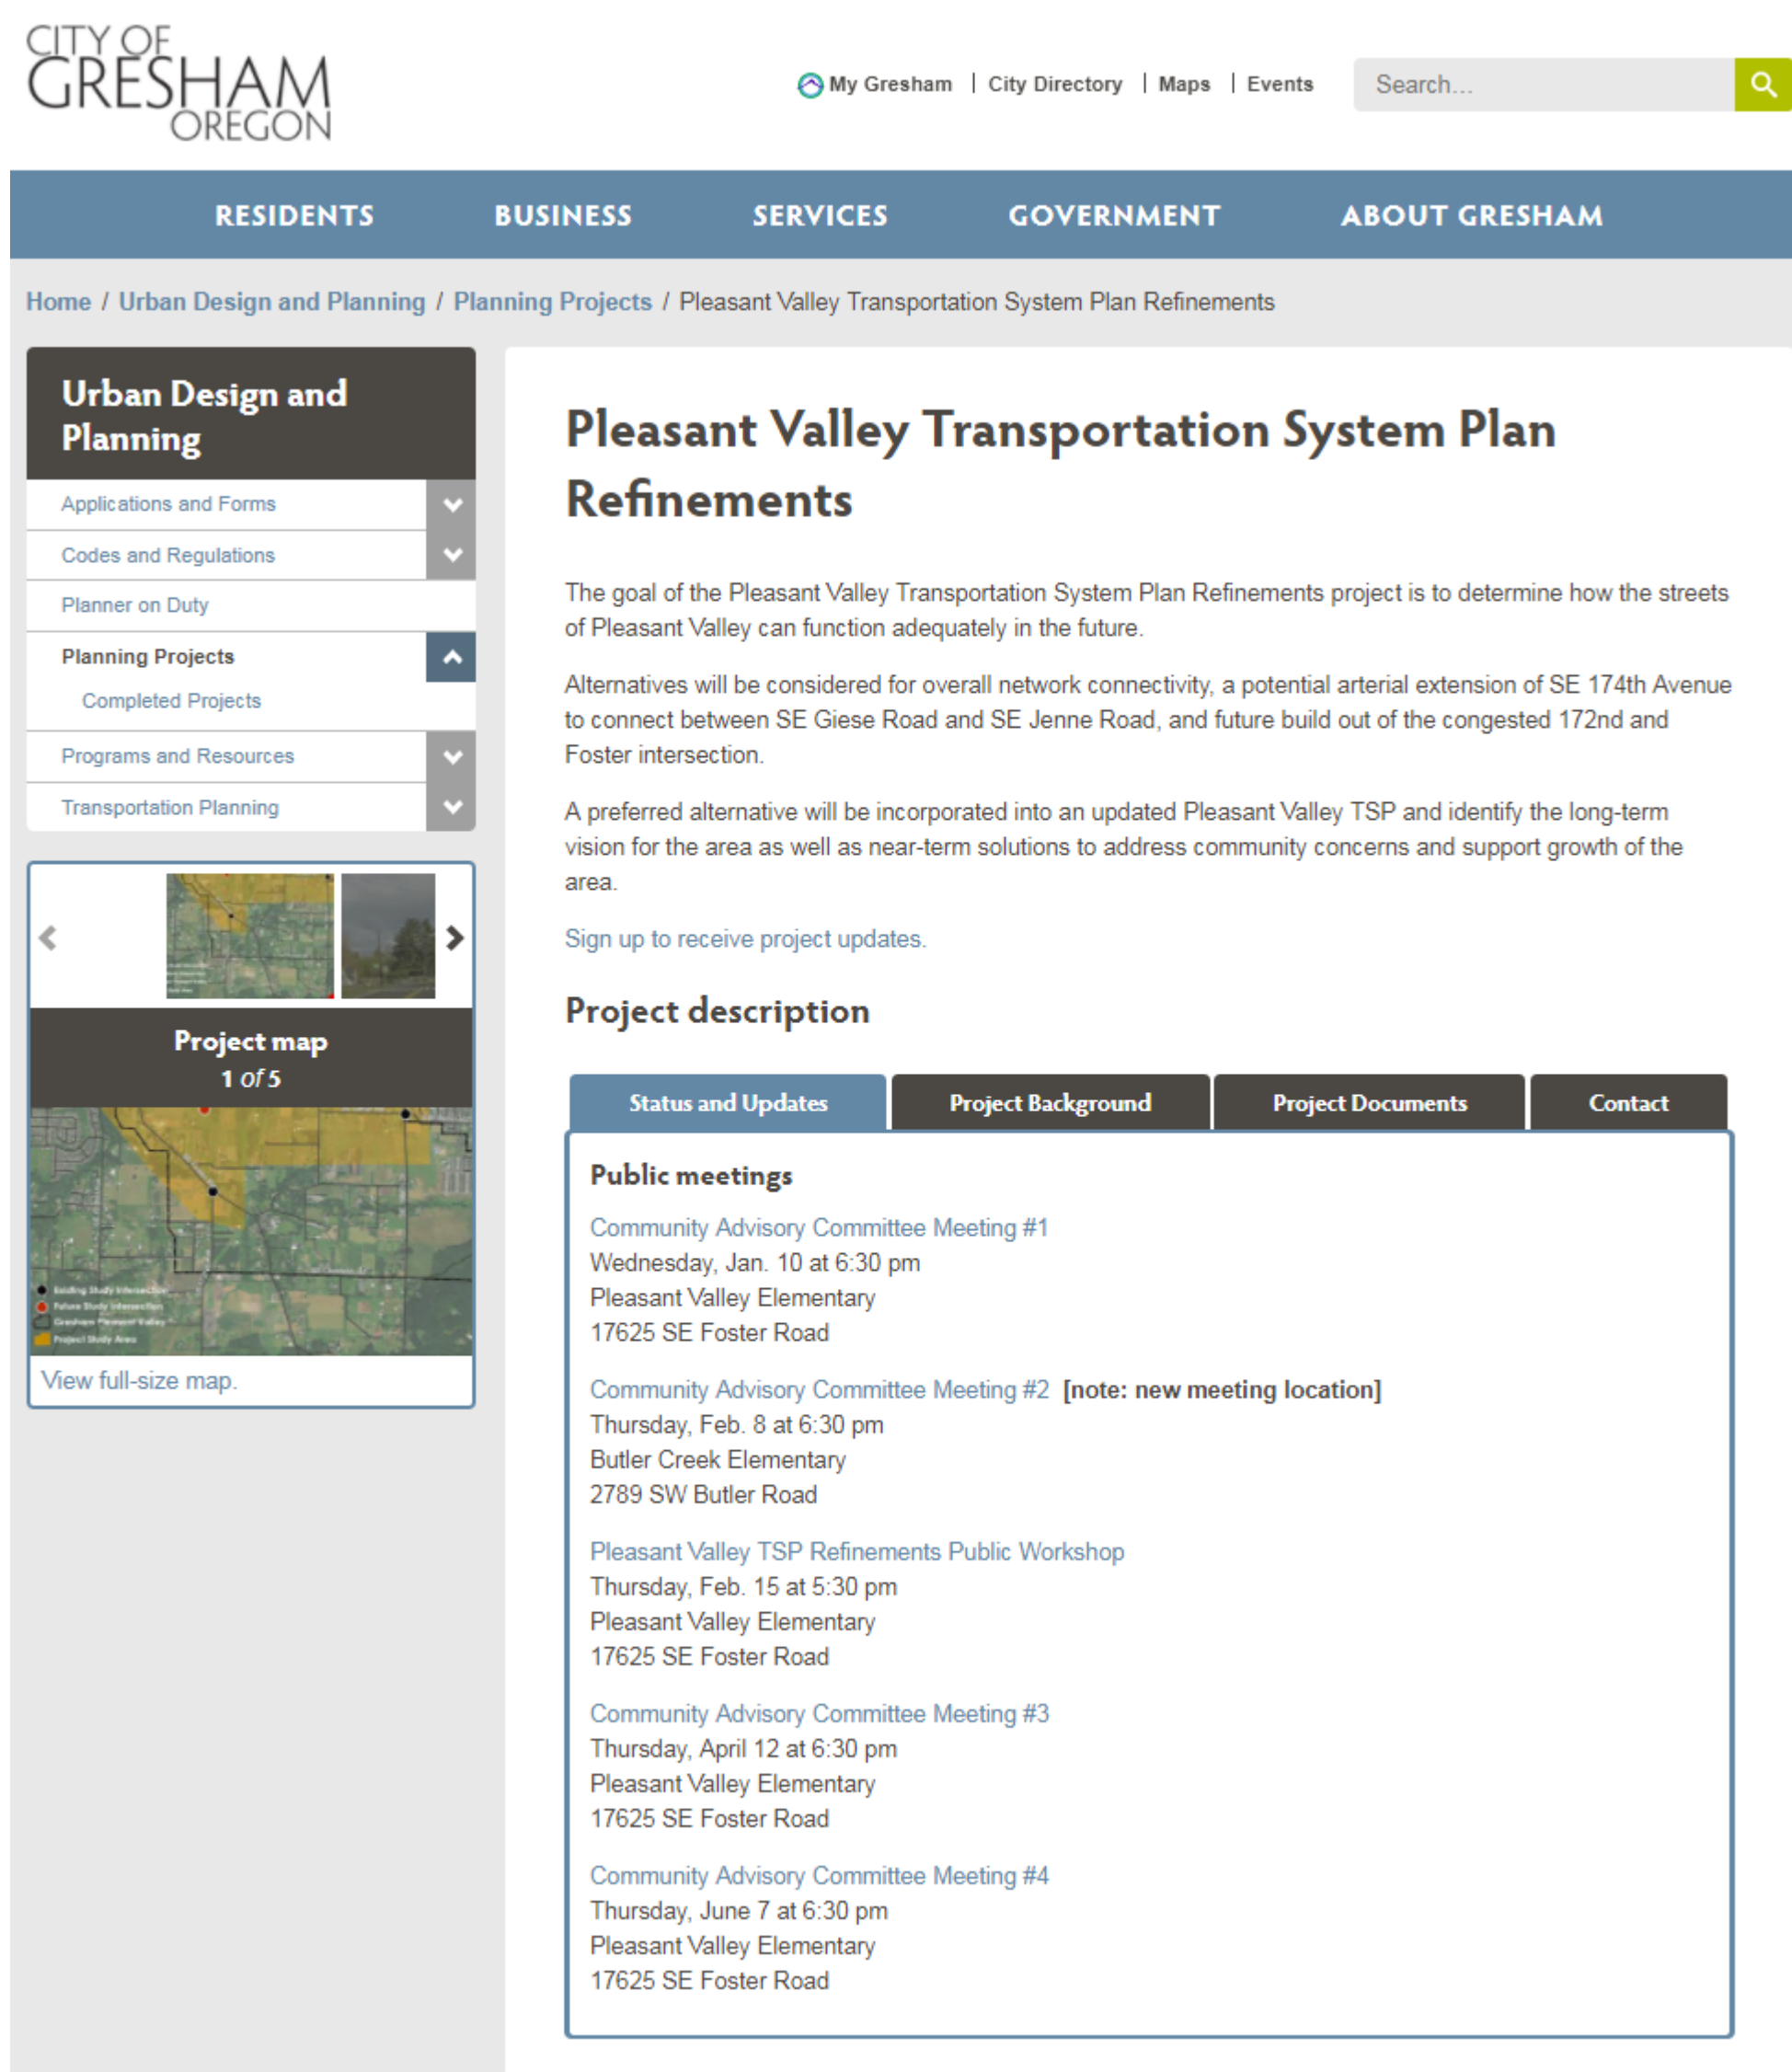 CITY OF
GRESHAM
OREGON
My Gresham | City Directory | Maps | Events
Search...
RESIDENTS BUSINESS SERVICES GOVERNMENT ABOUT GRESHAM
Home / Urban Design and Planning / Planning Projects / Pleasant Valley Transportation System Plan Refinements
Urban Design and
Planning
Applications and Forms
Codes and Regulations
Planner on Duty
Planning Projects
Completed Projects
Programs and Resources
Transportation Planning
Project map
1 of 5
Existing Study Intersection
Future Study Intersection
Gresham Pleasant Valley
Project Study Area
View full-size map.
Pleasant Valley Transportation System Plan
Refinements
The goal of the Pleasant Valley Transportation System Plan Refinements project is to determine how the streets
of Pleasant Valley can function adequately in the future.
Alternatives will be considered for overall network connectivity, a potential arterial extension of SE 174th Avenue
to connect between SE Giese Road and SE Jenne Road, and future build out of the congested 172nd and
Foster intersection.
A preferred alternative will be incorporated into an updated Pleasant Valley TSP and identify the long-term
vision for the area as well as near-term solutions to address community concerns and support growth of the
area.
Sign up to receive project updates.
Project description
Status and Updates Project Background Project Documents Contact
Public meetings
Community Advisory Committee Meeting #1
Wednesday, Jan. 10 at 6:30 pm
Pleasant Valley Elementary
17625 SE Foster Road
Community Advisory Committee Meeting #2 [note: new meeting location]
Thursday, Feb. 8 at 6:30 pm
Butler Creek Elementary
2789 SW Butler Road
Pleasant Valley TSP Refinements Public Workshop
Thursday, Feb. 15 at 5:30 pm
Pleasant Valley Elementary
17625 SE Foster Road
Community Advisory Committee Meeting #3
Thursday, April 12 at 6:30 pm
Pleasant Valley Elementary
17625 SE Foster Road
Community Advisory Committee Meeting #4
Thursday, June 7 at 6:30 pm
Pleasant Valley Elementary
17625 SE Foster Road